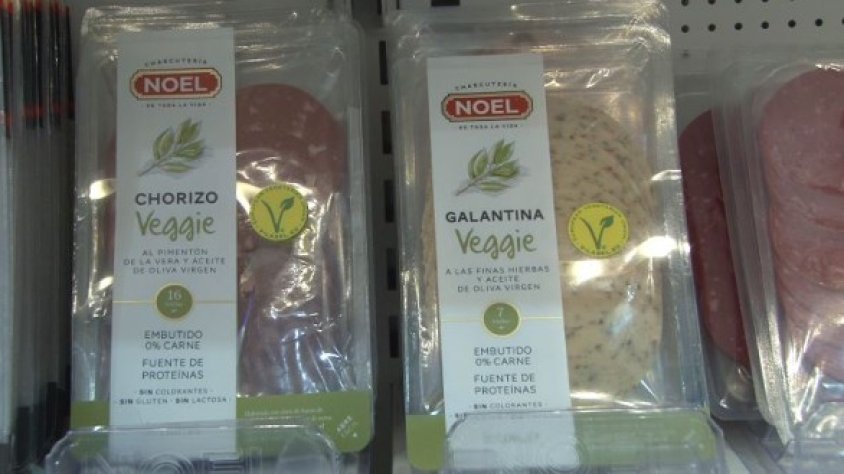 CHARCUTERÍA
NOEL
DE TODA LA VIDA
CHORIZO
Veggie
AL PIMENTÓN
DE LA VERA Y ACEITE
DE OLIVA VIRGEN
16
EMBUTIDO
0% CARNE
FUENTE DE
PROTEÍNAS
SIN COLORANTES
SIN GLUTEN · SIN LACTOSA
CHARCUTERÍA
NOEL
DE TODA LA VIDA
GALANTINA
Veggie
A LAS FINAS HIERBAS
Y ACEITE
DE OLIVA VIRGEN
7
EMBUTIDO
0% CARNE
FUENTE DE
PROTEÍNAS
SIN COLORANTES